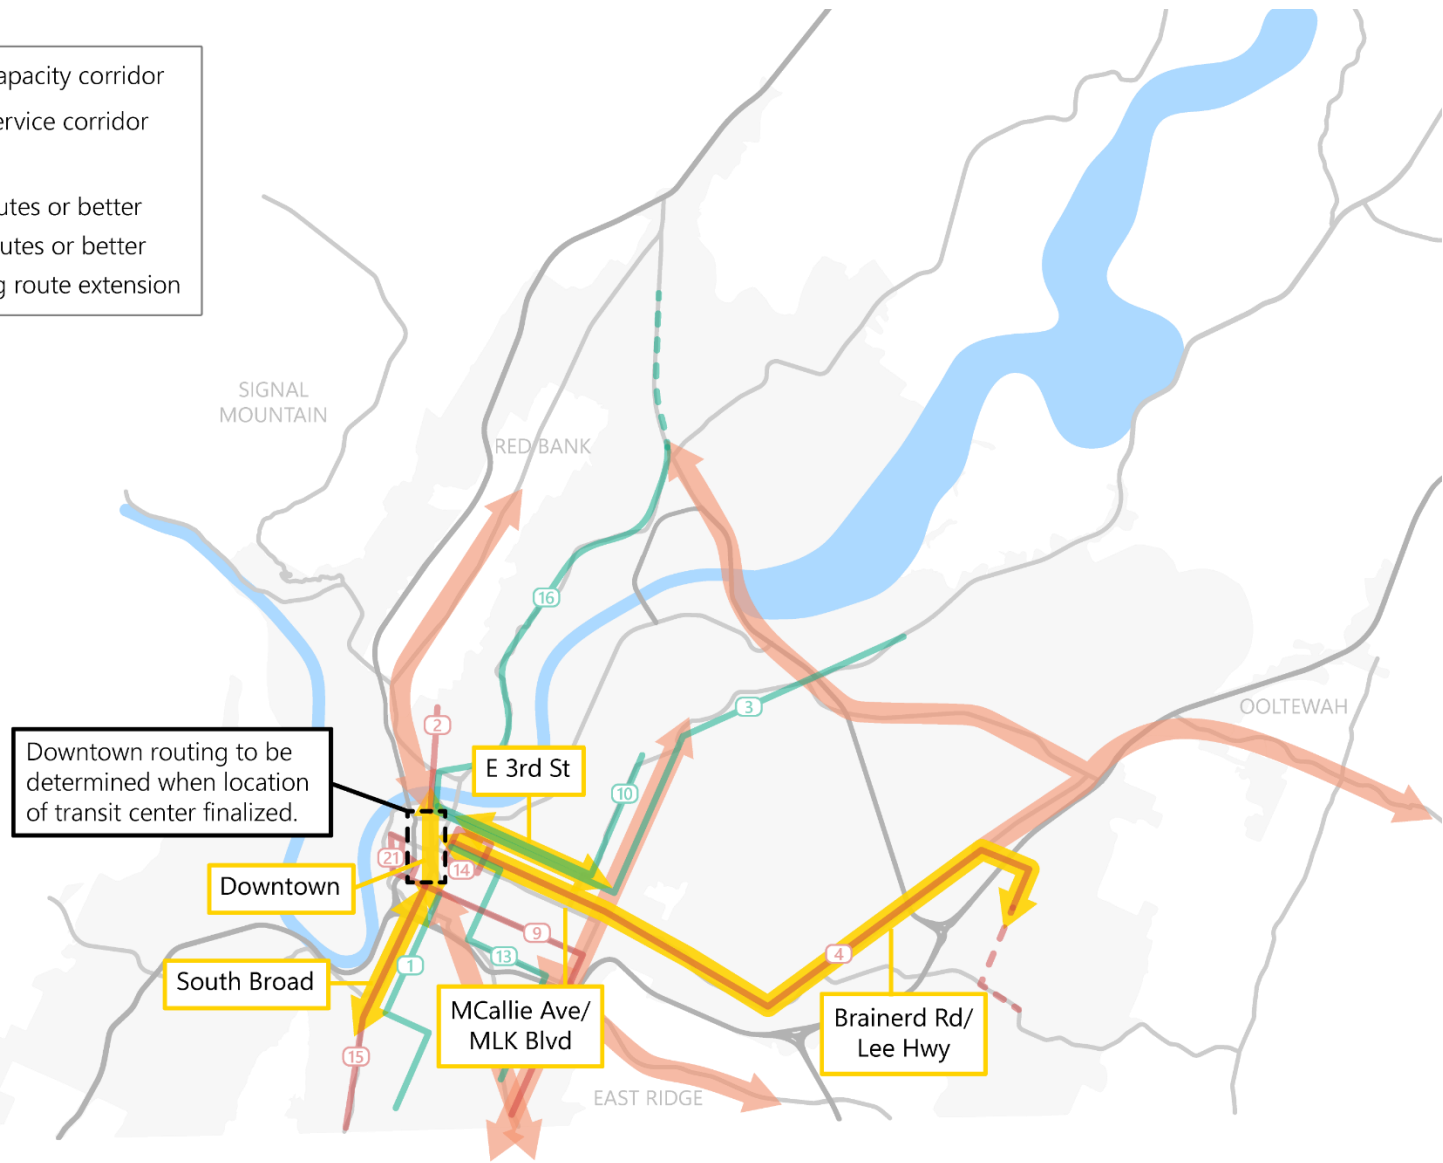 apacity corridor
ervice corridor
utes or better
utes or better
g route extension
SIGNAL
MOUNTAIN
RED BANK
16
OOLTEWAH
3
2
Downtown routing to be
determined when location
of transit center finalized.
E 3rd St
10
21
14
Downtown
9
4
13
1
South Broad
MCallie Ave/
MLK Blvd
Brainerd Rd/
Lee Hwy
15
EAST RIDGE